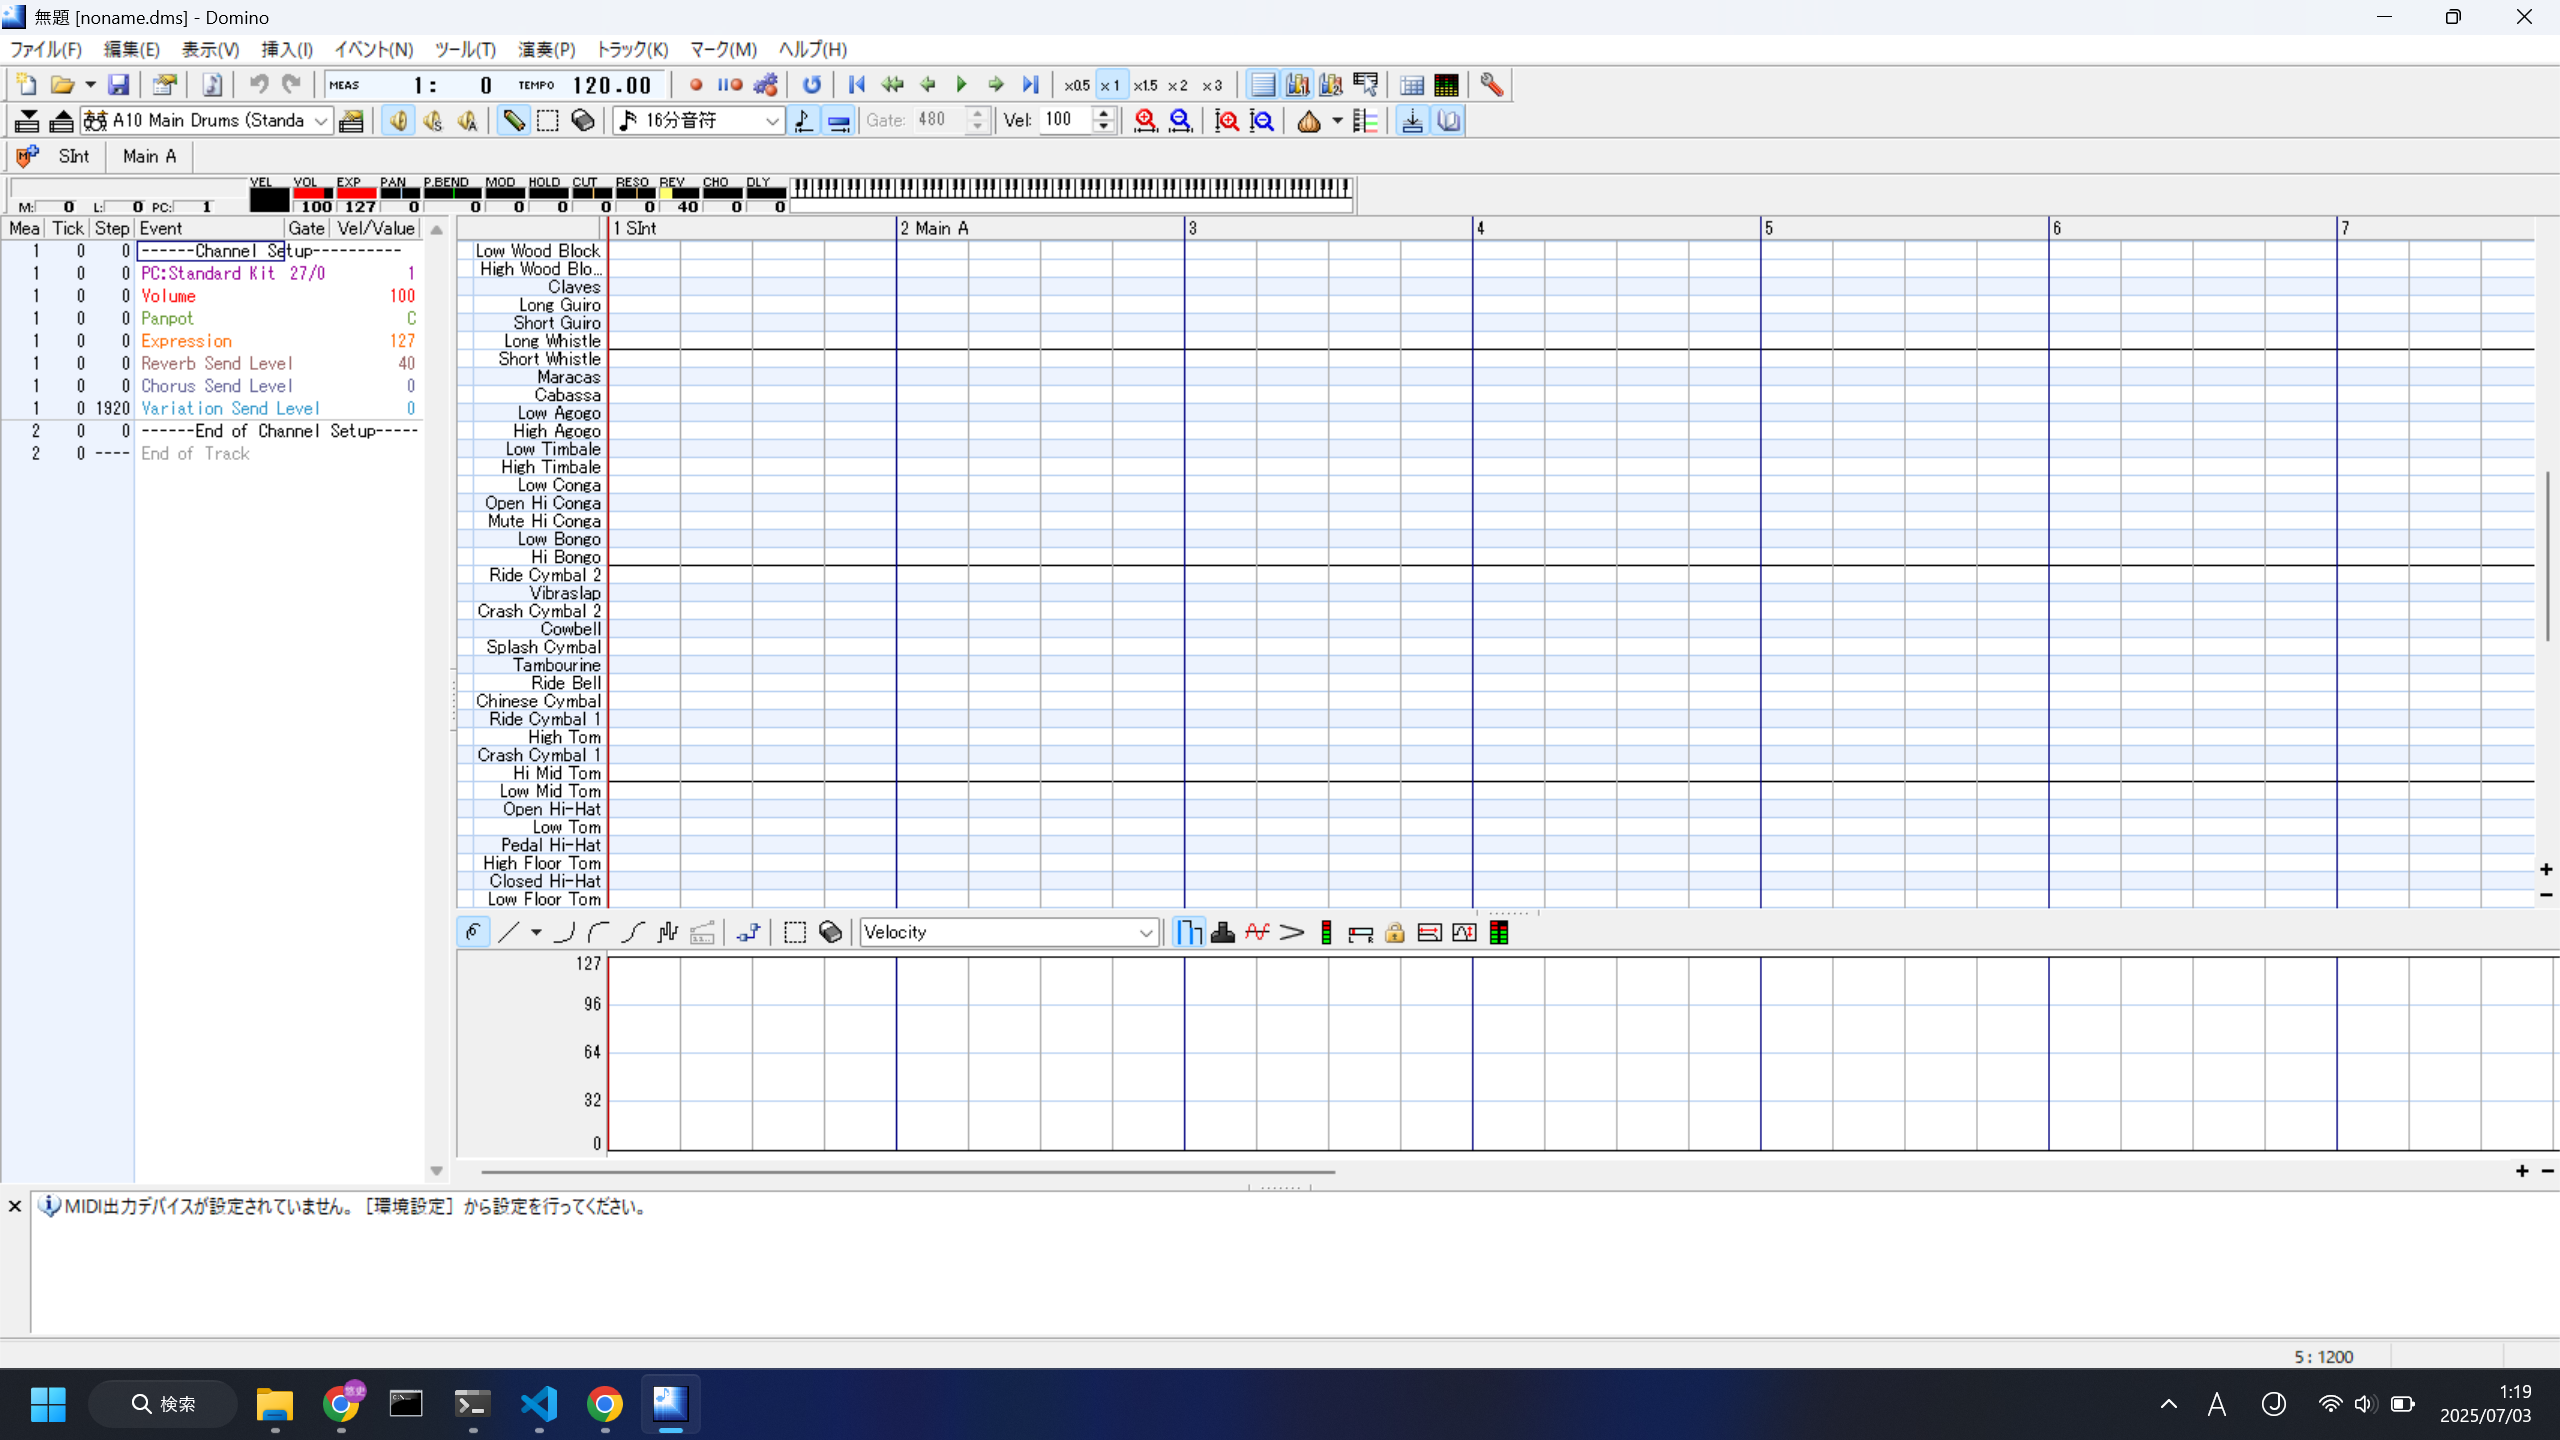 無題 [noname.dms] - Domino
ファイル(F) 編集(E) 表示(V) 挿入(I) イベント(N) ツール(T) 演奏(P) トラック(K) マーク(M) ヘルプ(H)
MEAS 1: 0 TEMPO 120.00 x0.5 x1 x1.5 x2 x3
A10 Main Drums (Standa 16分音符 Gate: 480 Vel: 100
SInt Main A
VEL VOL EXP PAN P.BEND MOD HOLD CUT RESO REV CHO DLY
M: 0 L: 0 PC: 1 100 127 0 0 0 0 0 0 40 0 0
Mea Tick Step Event Gate Vel/Value
1 0 0 ------Channel Setup----------
1 0 0 PC:Standard Kit 27/0 1
1 0 0 Volume 100
1 0 0 Panpot C
1 0 0 Expression 127
1 0 0 Reverb Send Level 40
1 0 0 Chorus Send Level 0
1 0 1920 Variation Send Level 0
2 0 0 ------End of Channel Setup-----
2 0 ---- End of Track
1 SInt 2 Main A 3 4 5 6 7
Low Wood Block
High Wood Blo...
Claves
Long Guiro
Short Guiro
Long Whistle
Short Whistle
Maracas
Cabassa
Low Agogo
High Agogo
Low Timbale
High Timbale
Low Conga
Open Hi Conga
Mute Hi Conga
Low Bongo
Hi Bongo
Ride Cymbal 2
Vibraslap
Crash Cymbal 2
Cowbell
Splash Cymbal
Tambourine
Ride Bell
Chinese Cymbal
Ride Cymbal 1
High Tom
Crash Cymbal 1
Hi Mid Tom
Low Mid Tom
Open Hi-Hat
Low Tom
Pedal Hi-Hat
High Floor Tom
Closed Hi-Hat
Low Floor Tom
Velocity
127
96
64
32
0
MIDI出力デバイスが設定されていません。［環境設定］から設定を行ってください。
5: 1200
検索
悠史
A
1:19
2025/07/03